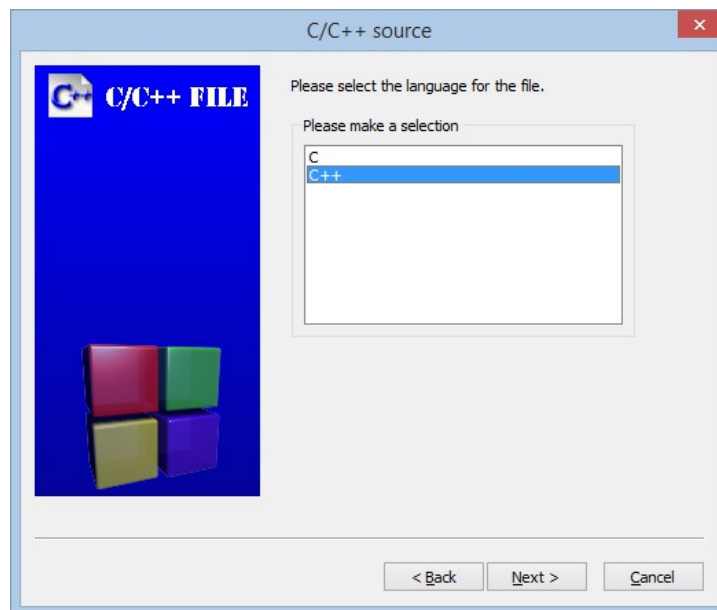 C/C++ source
C++ C/C++ FILE
Please select the language for the file.
Please make a selection
C
C++
< Back Next > Cancel